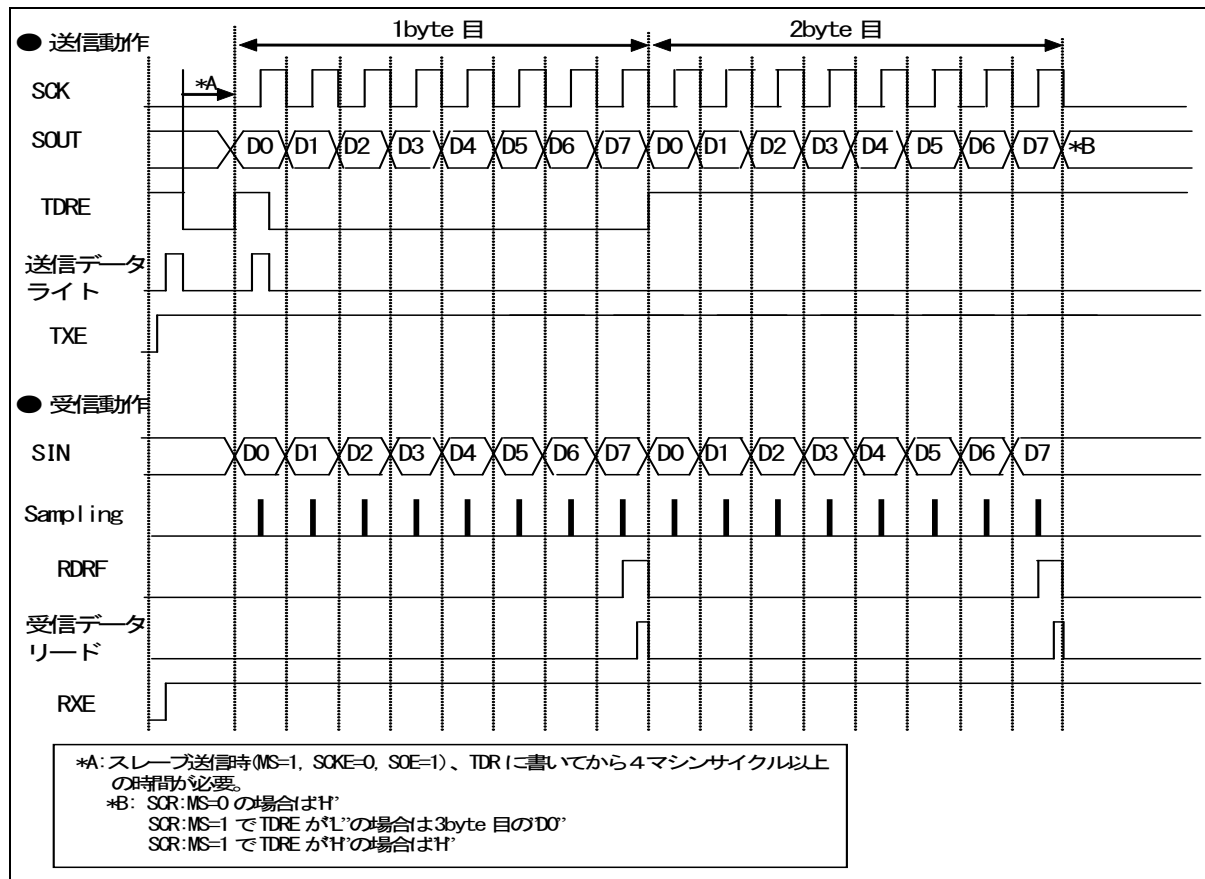 1byte 目 2byte 目
● 送信動作
SCK *A
SOUT D0 D1 D2 D3 D4 D5 D6 D7 D0 D1 D2 D3 D4 D5 D6 D7 *B
TDRE
送信データ
ライト
TXE
● 受信動作
SIN D0 D1 D2 D3 D4 D5 D6 D7 D0 D1 D2 D3 D4 D5 D6 D7
Sampling
RDRF
受信データ
リード
RXE
*A: スレーブ送信時(MS=1, SCKE=0, SOE=1)、TDR に書いてから４マシンサイクル以上
の時間が必要。
*B: SCR:MS=0 の場合は"H"
SCR:MS=1 で TDRE が"L"の場合は3byte 目の"D0"
SCR:MS=1 で TDRE が"H"の場合は"H"